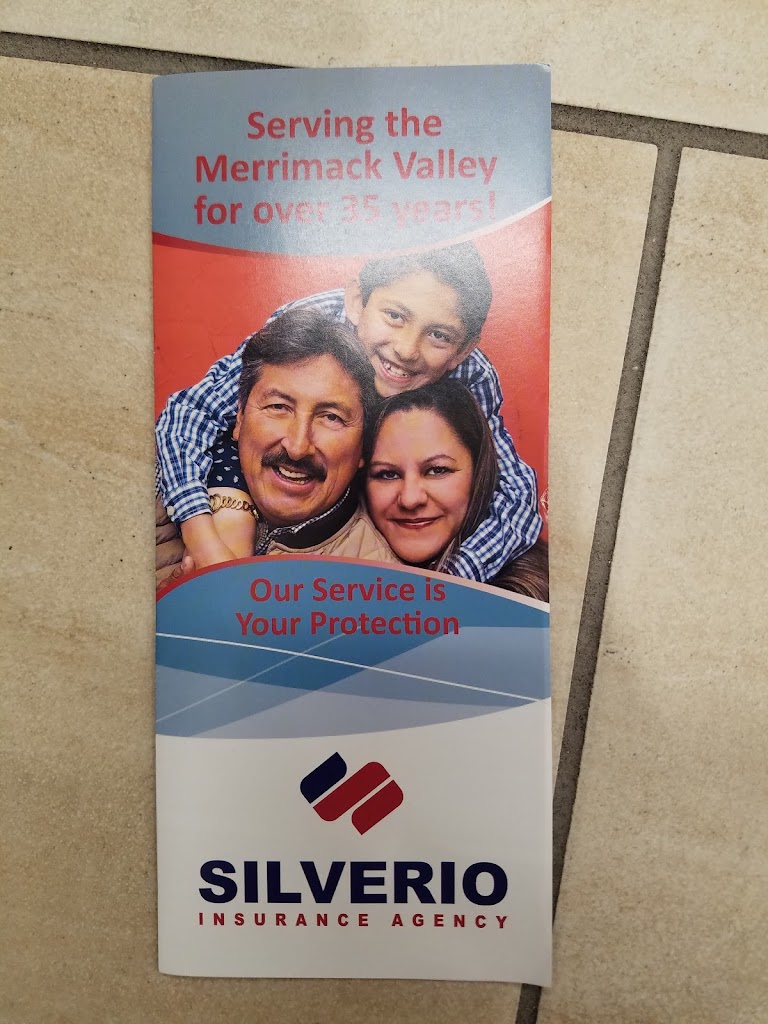 Serving the
Merrimack Valley
for over 35 years!
Our Service is
Your Protection
SILVERIO
INSURANCE AGENCY